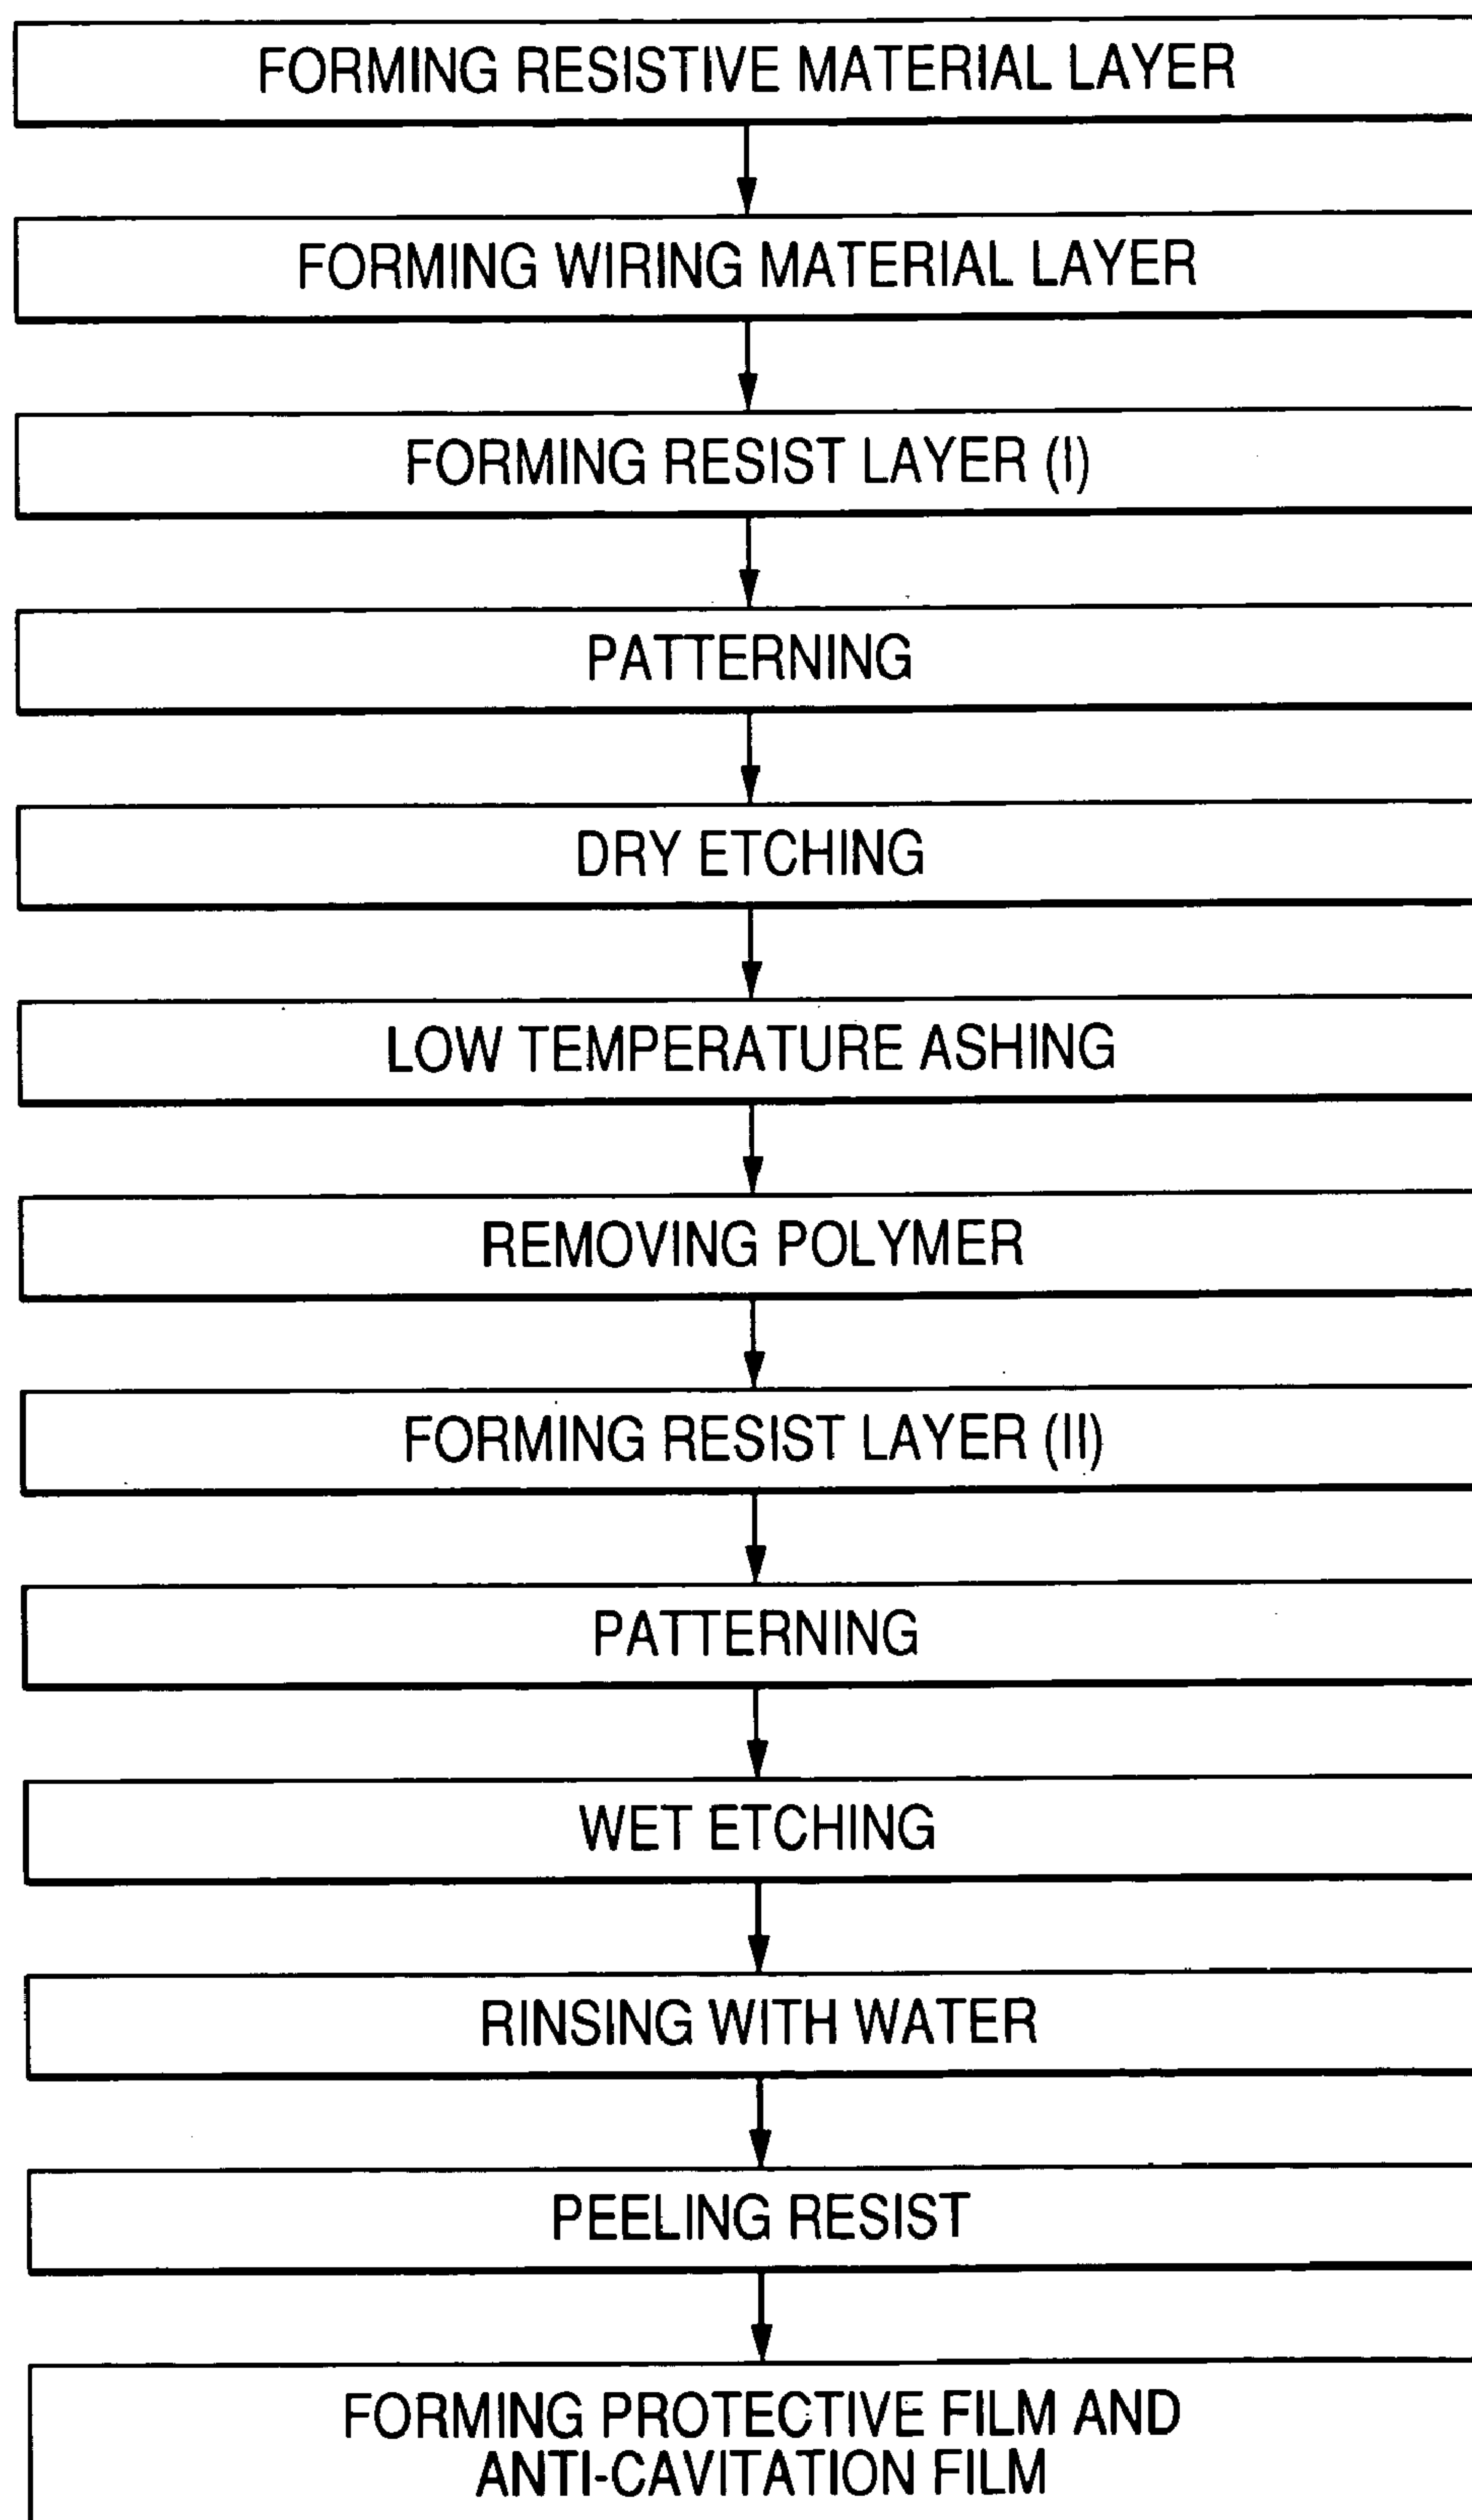 FORMING RESISTIVE MATERIAL LAYER
FORMING WIRING MATERIAL LAYER
FORMING RESIST LAYER (I)
PATTERNING
DRY ETCHING
LOW TEMPERATURE ASHING
REMOVING POLYMER
FORMING RESIST LAYER (II)
PATTERNING
WET ETCHING
RINSING WITH WATER
PEELING RESIST
FORMING PROTECTIVE FILM AND
ANTI-CAVITATION FILM